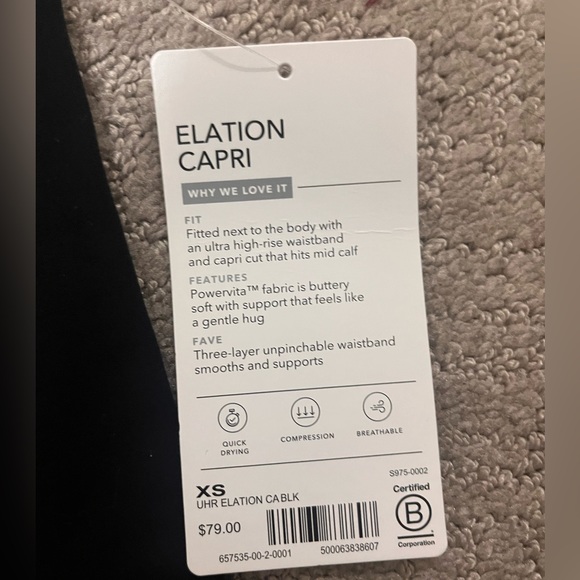 ELATION
CAPRI
WHY WE LOVE IT
FIT
Fitted next to the body with
an ultra high-rise waistband
and capri cut that hits mid calf
FEATURES
Powervita™ fabric is buttery
soft with support that feels like
a gentle hug
FAVE
Three-layer unpinchable waistband
smooths and supports
QUICK
DRYING
COMPRESSION
BREATHABLE
S975-0002
XS
UHR ELATION CABLK
$79.00
657535-00-2-0001
500063838607
Certified
B
Corporation